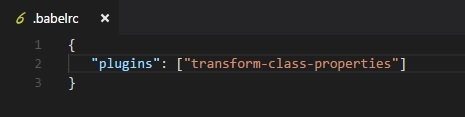 .babelrc ×
1 {
2 "plugins": ["transform-class-properties"]
3 }